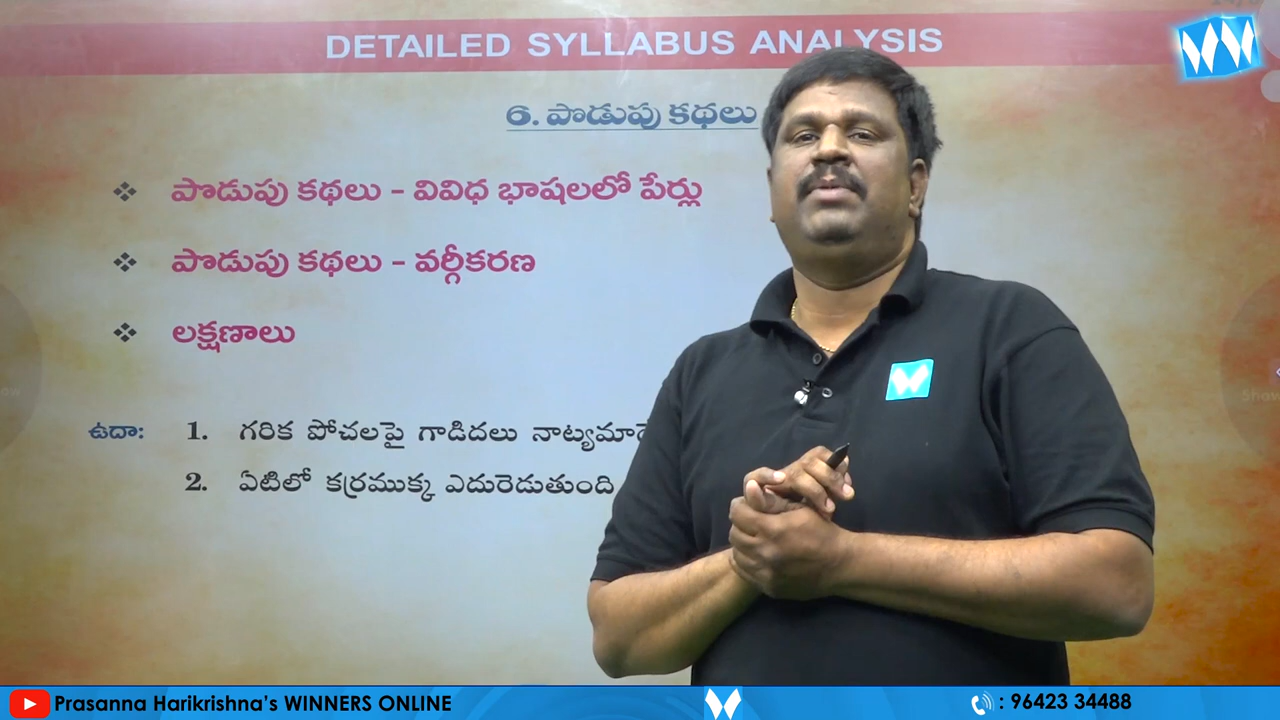 DETAILED SYLLABUS ANALYSIS
6. పొడుపు కథలు
❖ పొడుపు కథలు - వివిధ భాషలలో పేర్లు
❖ పొడుపు కథలు - వర్గీకరణ
❖ లక్షణాలు
ఉదా: 1. గరిక పోచలపై గాడిదలు
2. ఏటిలో కర్రముక్క ఎదురెడుతుంది
Prasanna Harikrishna's WINNERS ONLINE
: 96423 34488